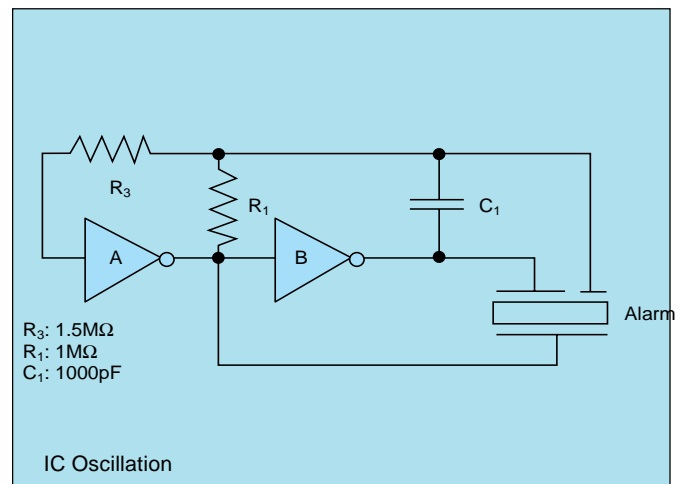 R₃
R₁
C₁
A
B
Alarm
R₃: 1.5MΩ
R₁: 1MΩ
C₁: 1000pF
IC Oscillation